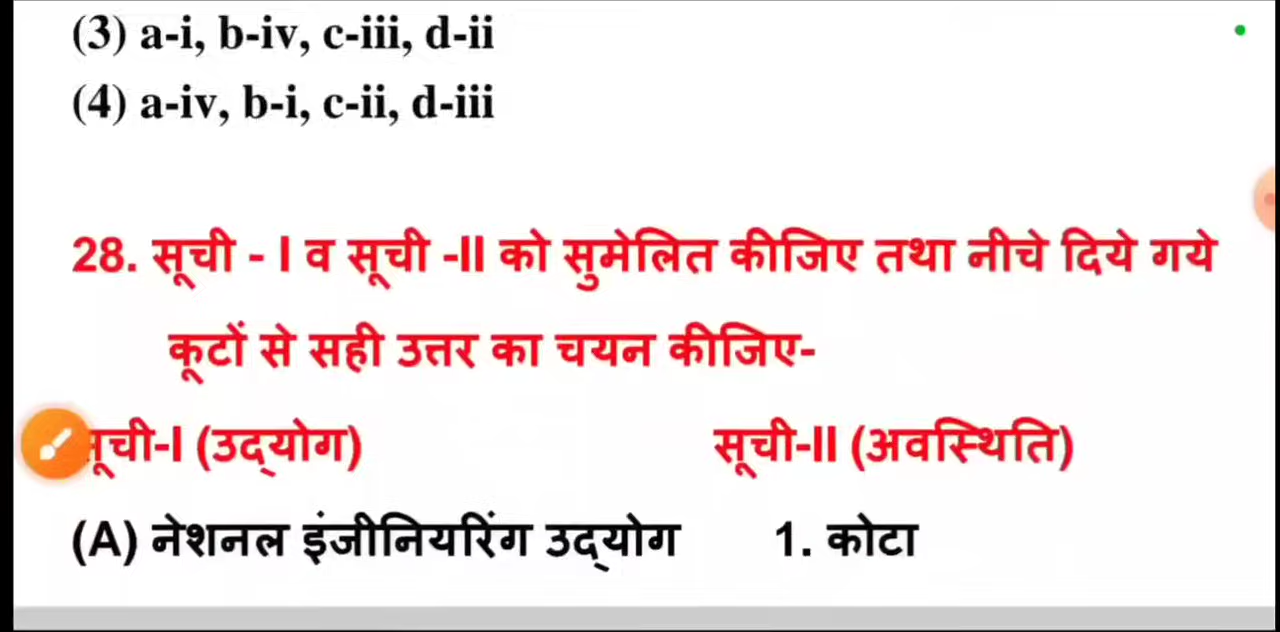 (3) a-i, b-iv, c-iii, d-ii
(4) a-iv, b-i, c-ii, d-iii
28. सूची - I व सूची -II को सुमेलित कीजिए तथा नीचे दिये गये
कूटों से सही उत्तर का चयन कीजिए-
सूची-I (उद्योग) सूची-II (अवस्थिति)
(A) नेशनल इंजीनियरिंग उद्योग 1. कोटा